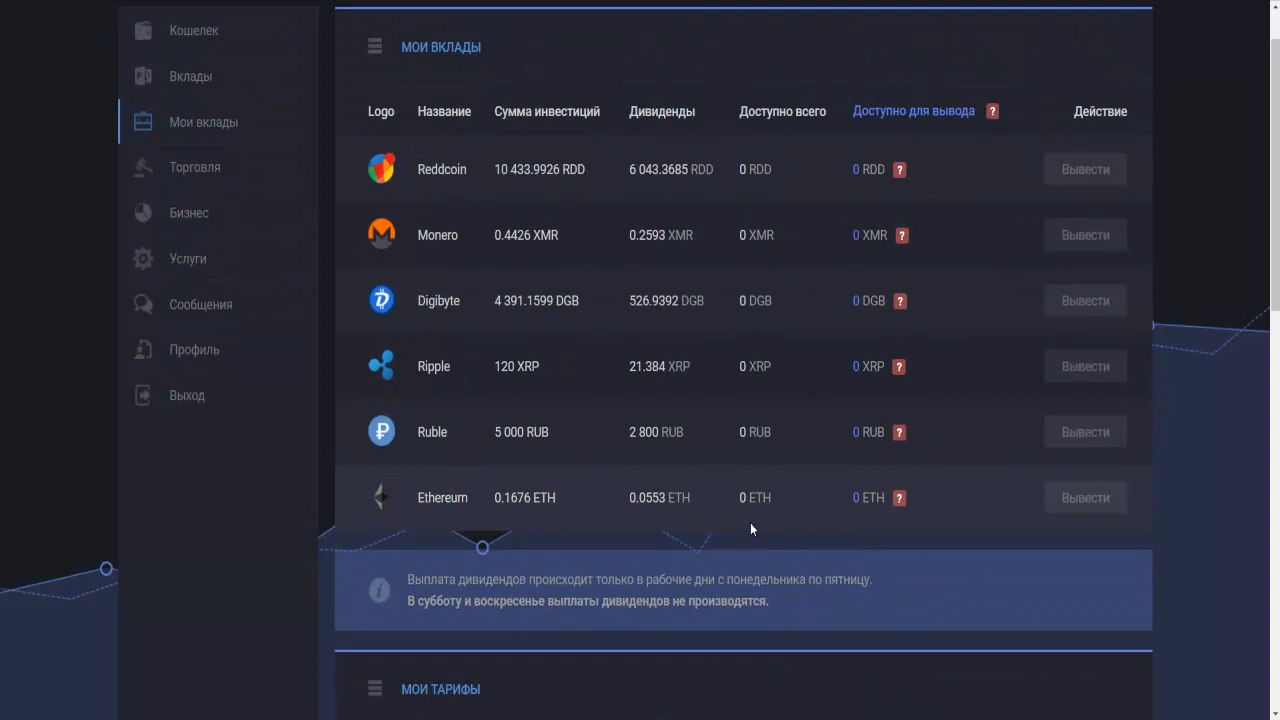 Кошелек
Вклады
Мои вклады
Торговля
Бизнес
Услуги
Сообщения
Профиль
Выход
МОИ ВКЛАДЫ
Logo Название Сумма инвестиций Дивиденды Доступно всего Доступно для вывода ? Действие
Reddcoin 10 433.9926 RDD 6 043.3685 RDD 0 RDD 0 RDD ? Вывести
Monero 0.4426 XMR 0.2593 XMR 0 XMR 0 XMR ? Вывести
Digibyte 4 391.1599 DGB 526.9392 DGB 0 DGB 0 DGB ? Вывести
Ripple 120 XRP 21.384 XRP 0 XRP 0 XRP ? Вывести
Ruble 5 000 RUB 2 800 RUB 0 RUB 0 RUB ? Вывести
Ethereum 0.1676 ETH 0.0553 ETH 0 ETH 0 ETH ? Вывести
Выплата дивидендов происходит только в рабочие дни с понедельника по пятницу.
В субботу и воскресенье выплаты дивидендов не производятся.
МОИ ТАРИФЫ